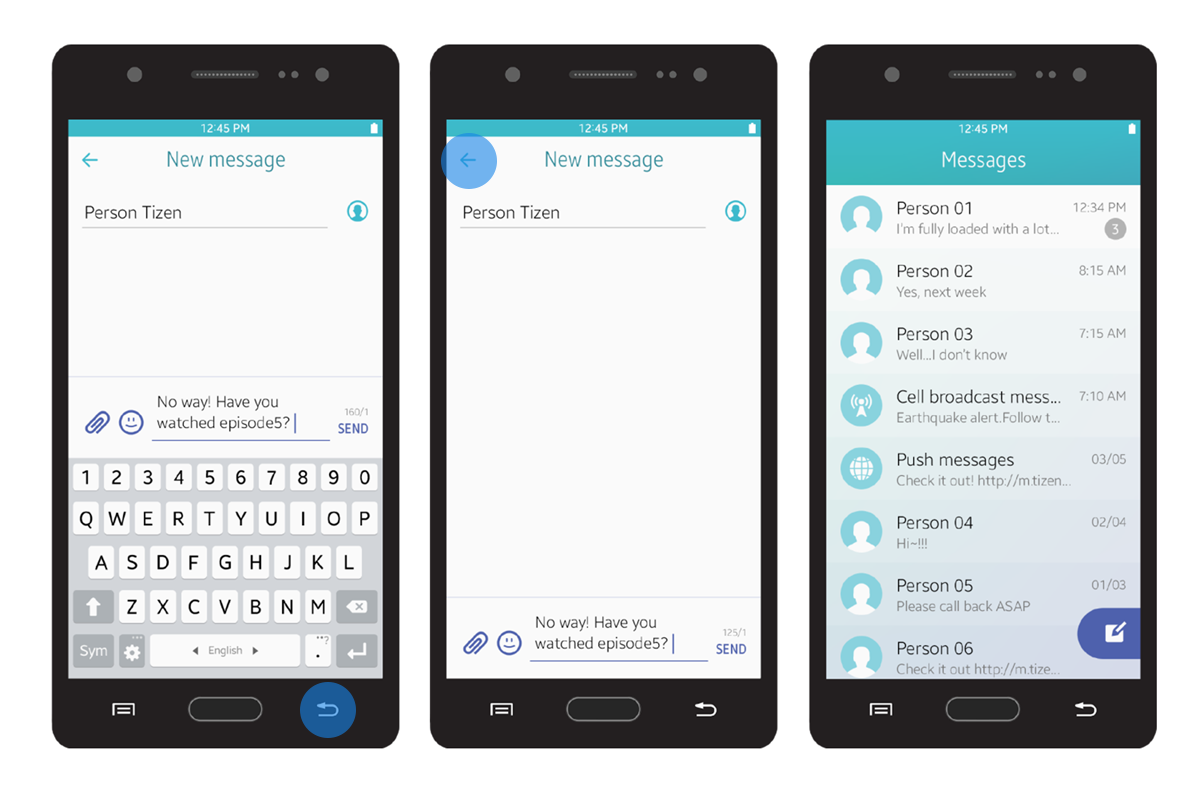 12:45 PM
New message
Person Tizen
No way! Have you
watched episode5?
160/1
SEND
1 2 3 4 5 6 7 8 9 0
Q W E R T Y U I O P
A S D F G H J K L
Z X C V B N M
Sym
English
...?
.
12:45 PM
New message
Person Tizen
No way! Have you
watched episode5?
125/1
SEND
12:45 PM
Messages
Person 01
12:34 PM
I'm fully loaded with a lot...
3
Person 02
8:15 AM
Yes, next week
Person 03
7:15 AM
Well...I don't know
Cell broadcast mess...
7:10 AM
Earthquake alert.Follow t...
Push messages
03/05
Check it out! http://m.tizen...
Person 04
02/04
Hi~!!!
Person 05
01/03
Please call back ASAP
Person 06
Check it out http://m.tize...